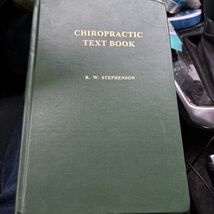 CHIROPRACTIC
TEXT BOOK
R. W. STEPHENSON